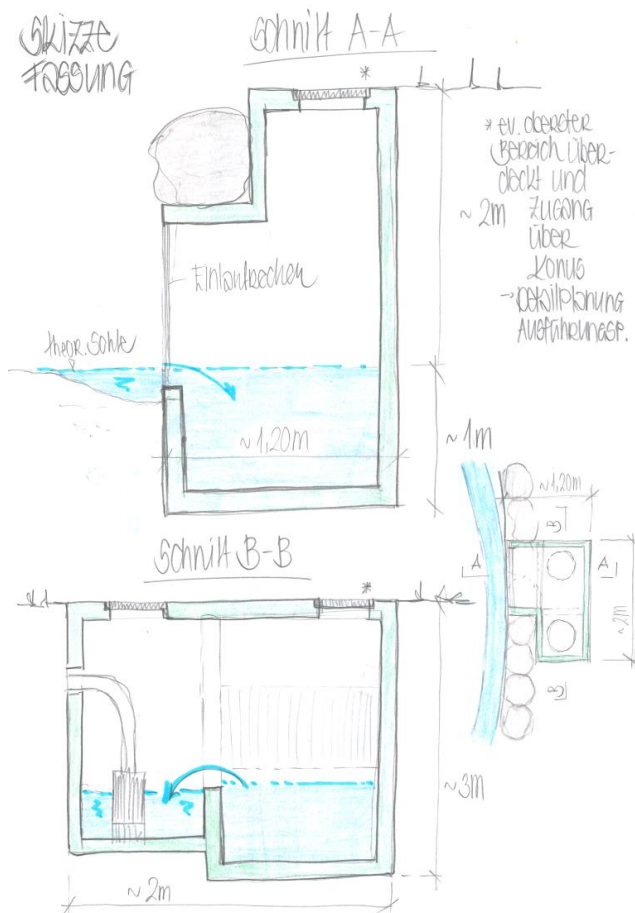 SKIZZE
FASSUNG
Schnitt A-A
*
* ev. oberster
Bereich über-
deckt und
Zugang
über
Konus
→ Detailplanung
Ausführungsp.
~ 2m
Einlaufrechen
theor. Sohle
~ 1,20m
~ 1m
Schnitt B-B
*
~ 3m
~ 2m
~ 1,20m
B
A
A
~ 2m
B